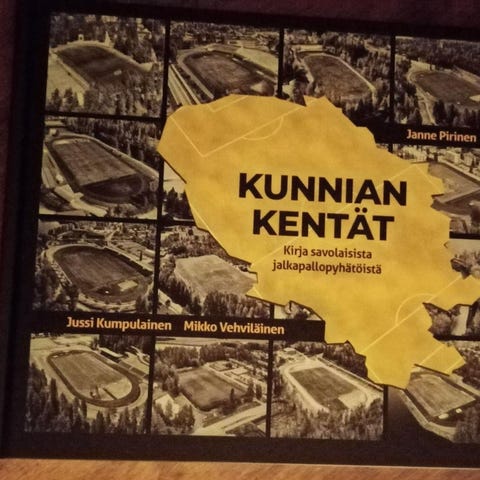 Janne Pirinen
KUNNIAN
KENTÄT
Kirja savolaisista
jalkapallopyhätöistä
Jussi Kumpulainen Mikko Vehviläinen